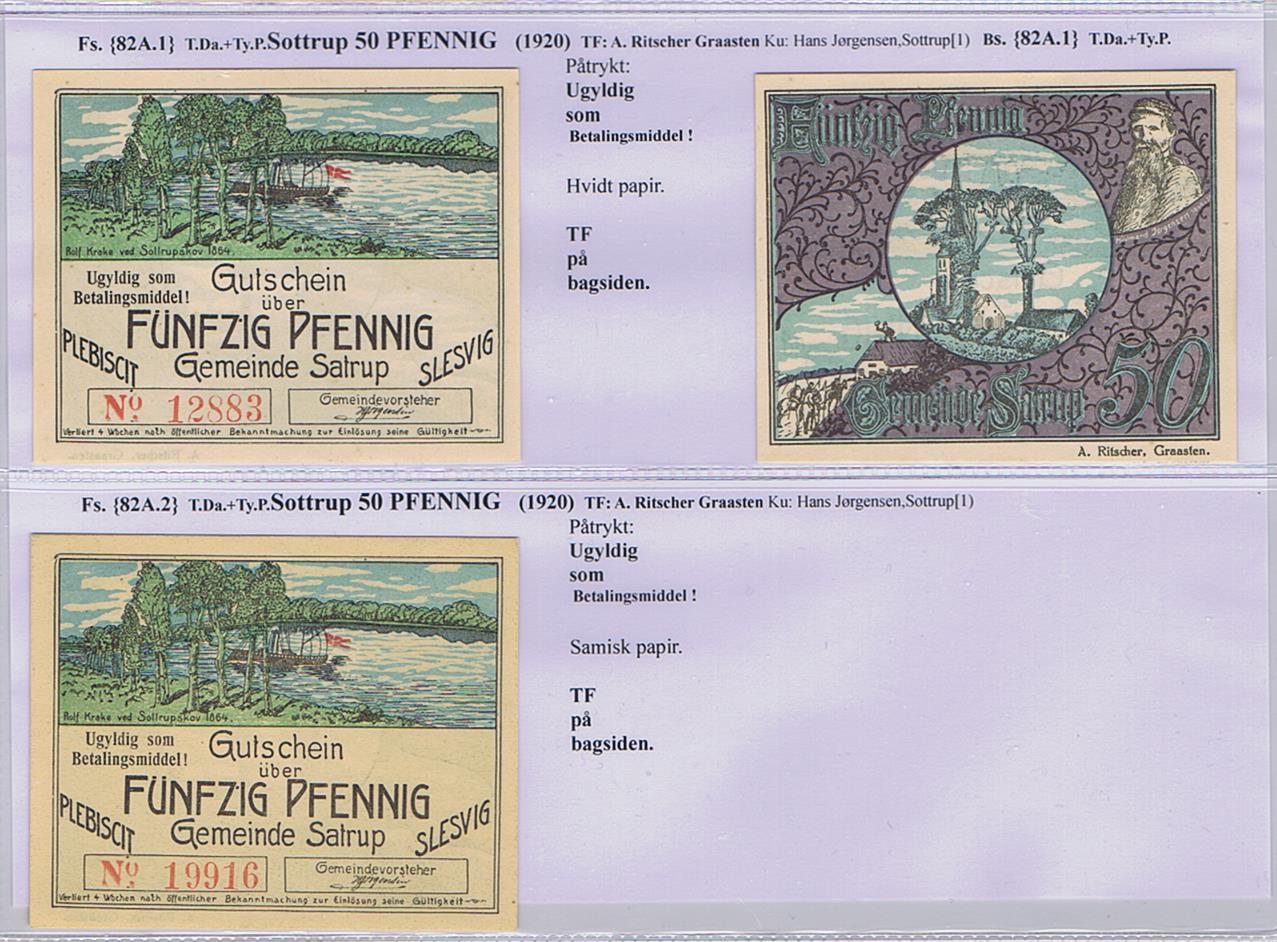 Fs. {82A.1} T.Da.+Ty.P.Sottrup 50 PFENNIG (1920) TF: A. Ritscher Graasten Ku: Hans Jørgensen,Sottrup[1) Bs. {82A.1} T.Da.+Ty.P.
Påtrykt:
Ugyldig
som
Betalingsmiddel !
Hvidt papir.
TF
på
bagsiden.
Rolf Krake ved Sollrupskov 1864.
Ugyldig som
Betalingsmiddel!
Gutschein
über
FÜNFZIG PFENNIG
PLEBISCIT
Gemeinde Satrup
SLESVIG
No 12883
Gemeindevorsteher
Verliert 4 Wochen nach öffentlicher Bekanntmachung zur Einlösung seine Gültigkeit
Fünfzig Pfennig
Gemeinde Satrup 50
A. Ritscher, Graasten.
Fs. {82A.2} T.Da.+Ty.P.Sottrup 50 PFENNIG (1920) TF: A. Ritscher Graasten Ku: Hans Jørgensen,Sottrup[1)
Påtrykt:
Ugyldig
som
Betalingsmiddel !
Samisk papir.
TF
på
bagsiden.
Rolf Krake ved Sollrupskov 1864.
Ugyldig som
Betalingsmiddel!
Gutschein
über
FÜNFZIG PFENNIG
PLEBISCIT
Gemeinde Satrup
SLESVIG
No 19916
Gemeindevorsteher
Verliert 4 Wochen nach öffentlicher Bekanntmachung zur Einlösung seine Gültigkeit